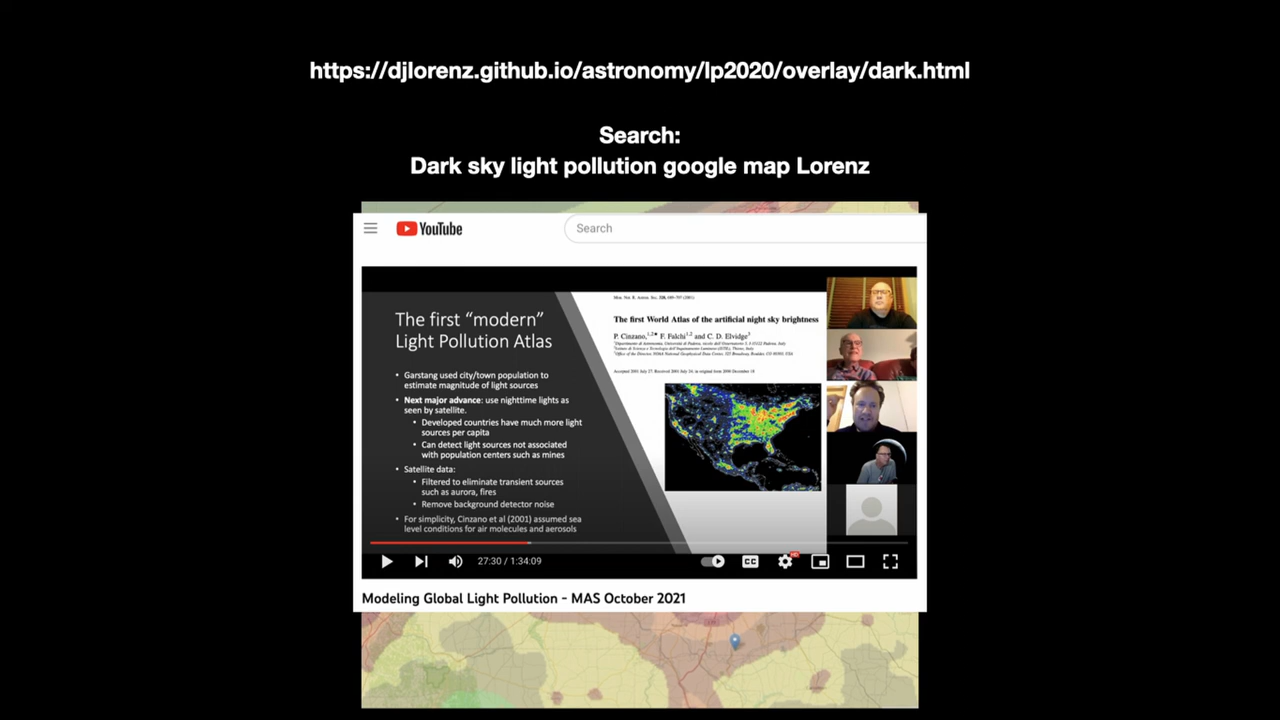 https://djlorenz.github.io/astronomy/lp2020/overlay/dark.html
Search:
Dark sky light pollution google map Lorenz
YouTube
Search
The first “modern”
Light Pollution Atlas
• Garstang used city/town population to
estimate magnitude of light sources
• Next major advance: use nighttime lights as
seen by satellite.
• Developed countries have much more light
sources per capita
• Can detect light sources not associated
with population centers such as mines
• Satellite data:
• Filtered to eliminate transient sources
such as aurora, fires
• Remove background detector noise
• For simplicity, Cinzano et al (2001) assumed sea
level conditions for air molecules and aerosols
The first World Atlas of the artificial night sky brightness
P. Cinzano, F. Falchi and C. D. Elvidge
27:30 / 1:34:09
CC
HD
Modeling Global Light Pollution - MAS October 2021